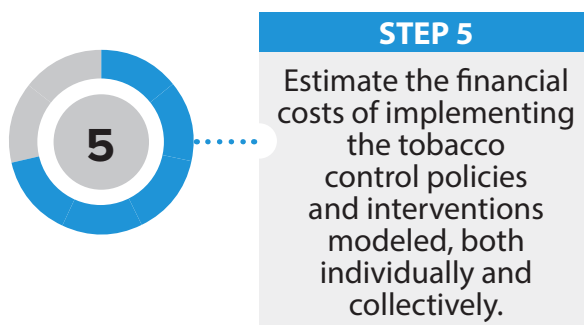 5
STEP 5
Estimate the financial
costs of implementing
the tobacco
control policies
and interventions
modeled, both
individually and
collectively.